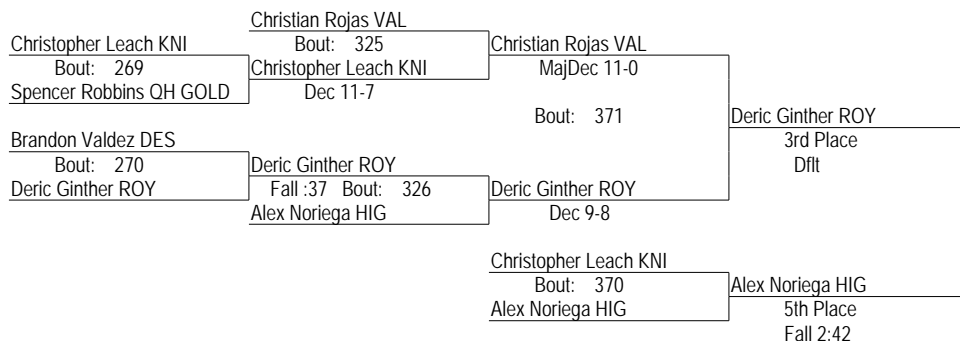 Christian Rojas VAL
Christopher Leach KNI
Bout: 325
Christian Rojas VAL
Bout: 269
Christopher Leach KNI
MajDec 11-0
Spencer Robbins QH GOLD
Dec 11-7
Bout: 371
Deric Ginther ROY
Brandon Valdez DES
3rd Place
Bout: 270
Deric Ginther ROY
Dflt
Deric Ginther ROY
Fall :37 Bout: 326
Deric Ginther ROY
Alex Noriega HIG
Dec 9-8
Christopher Leach KNI
Bout: 370
Alex Noriega HIG
Alex Noriega HIG
5th Place
Fall 2:42